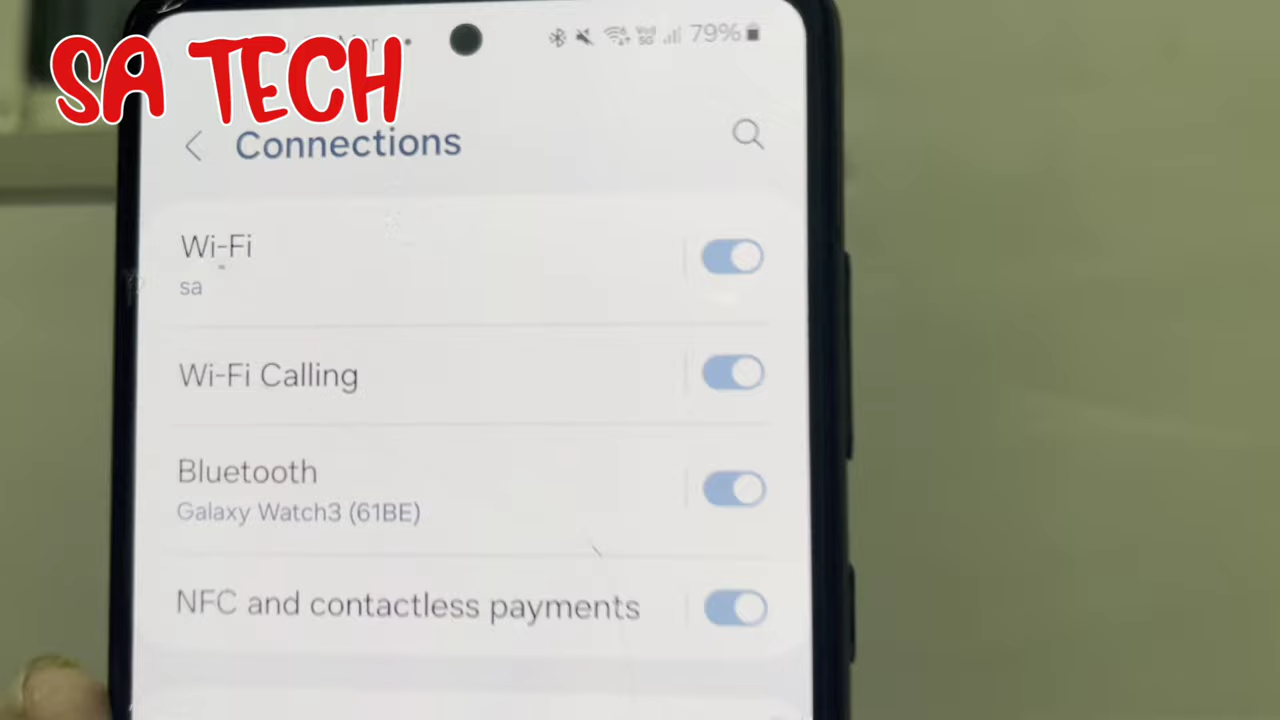 SA TECH
79%
Connections
Wi-Fi
sa
Wi-Fi Calling
Bluetooth
Galaxy Watch3 (61BE)
NFC and contactless payments